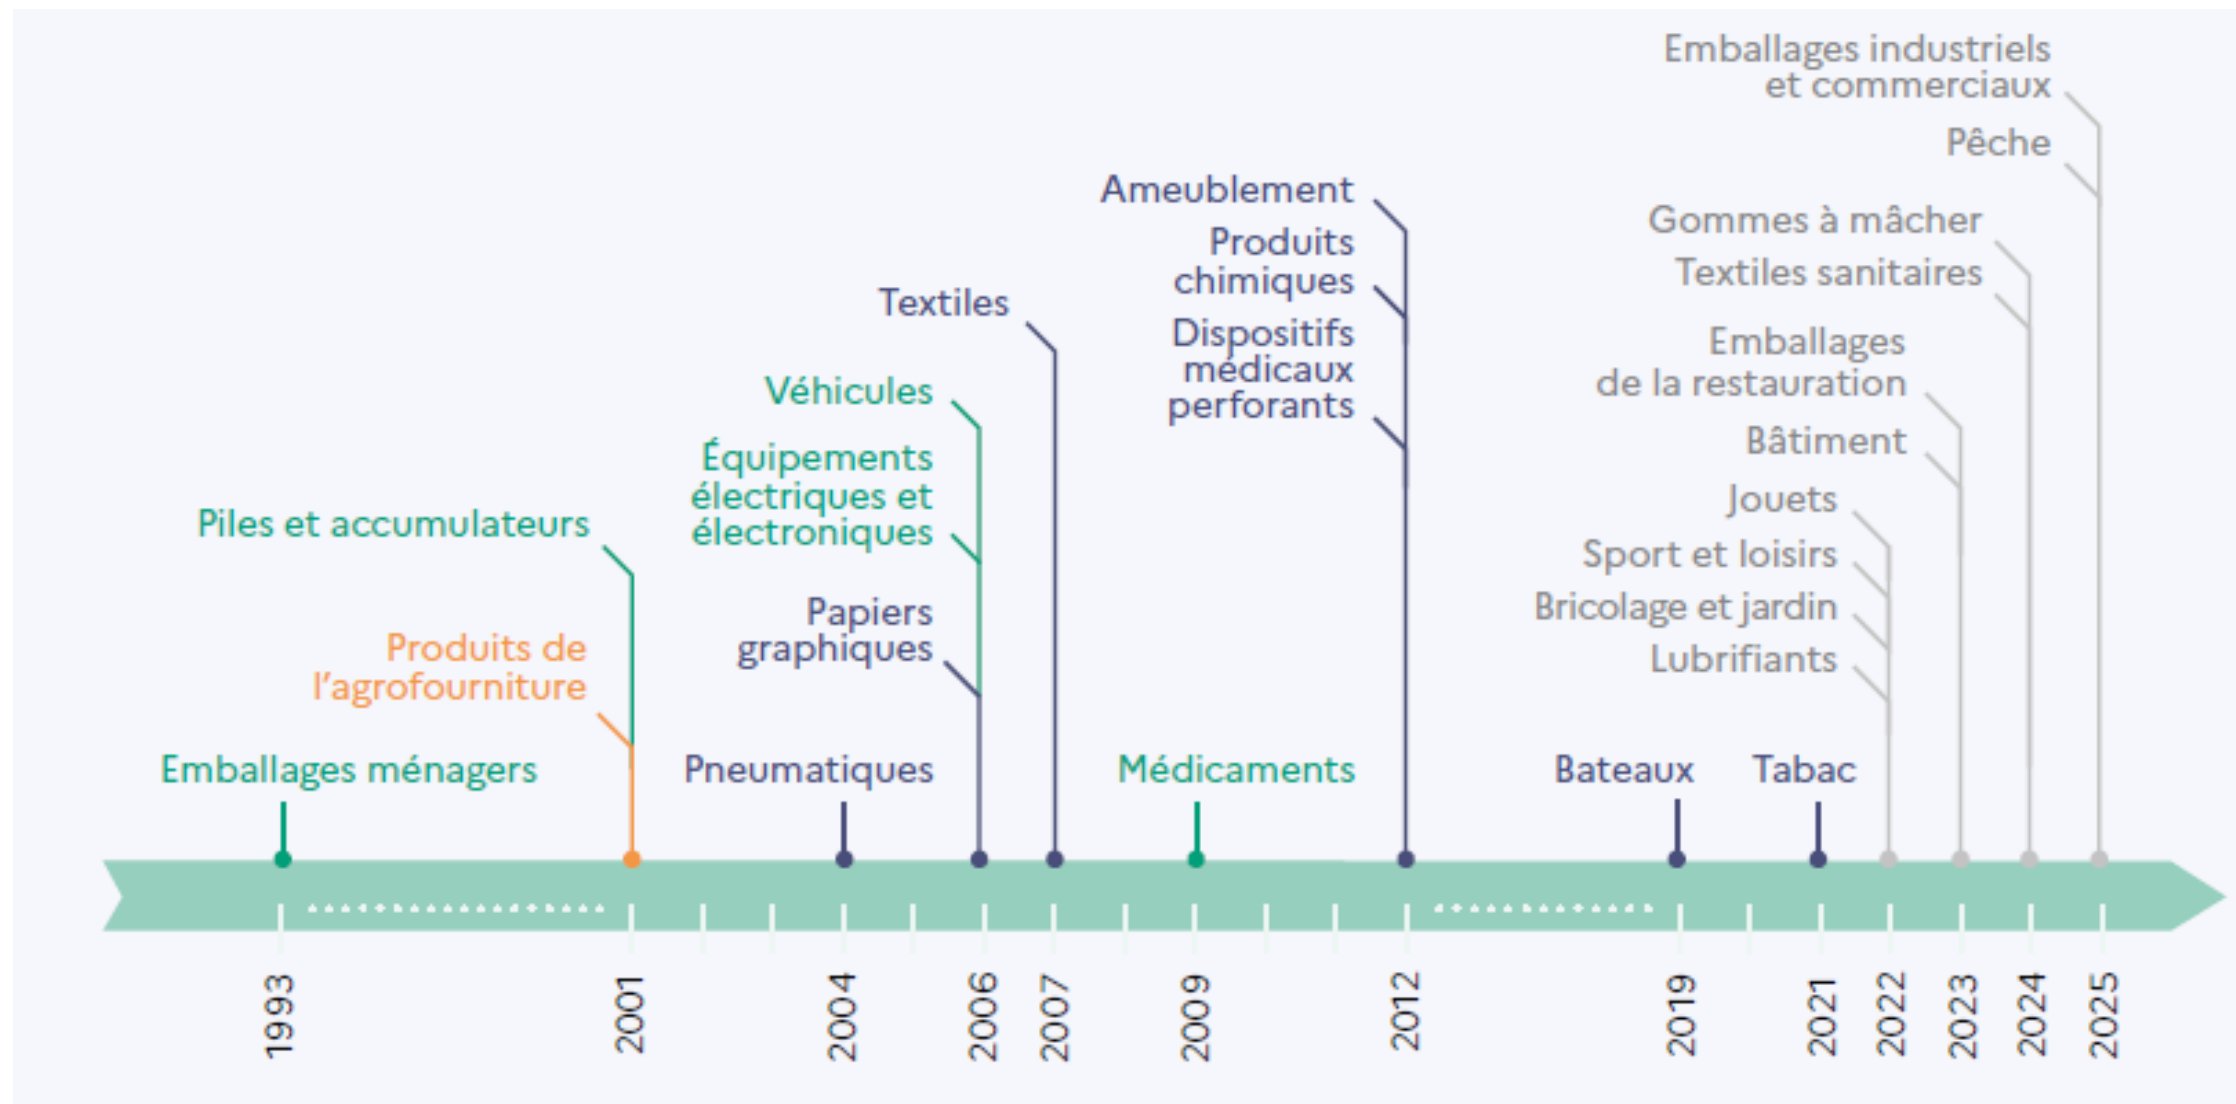 Emballages industriels
et commerciaux
Pêche
Ameublement
Gommes à mâcher
Produits
chimiques
Textiles sanitaires
Textiles
Dispositifs
médicaux
perforants
Emballages
de la restauration
Véhicules
Bâtiment
Équipements
électriques et
électroniques
Jouets
Piles et accumulateurs
Sport et loisirs
Papiers
graphiques
Bricolage et jardin
Produits de
l'agrofourniture
Lubrifiants
Emballages ménagers
Pneumatiques
Médicaments
Bateaux
Tabac
1993
2001
2004
2006
2007
2009
2012
2019
2021
2022
2023
2024
2025